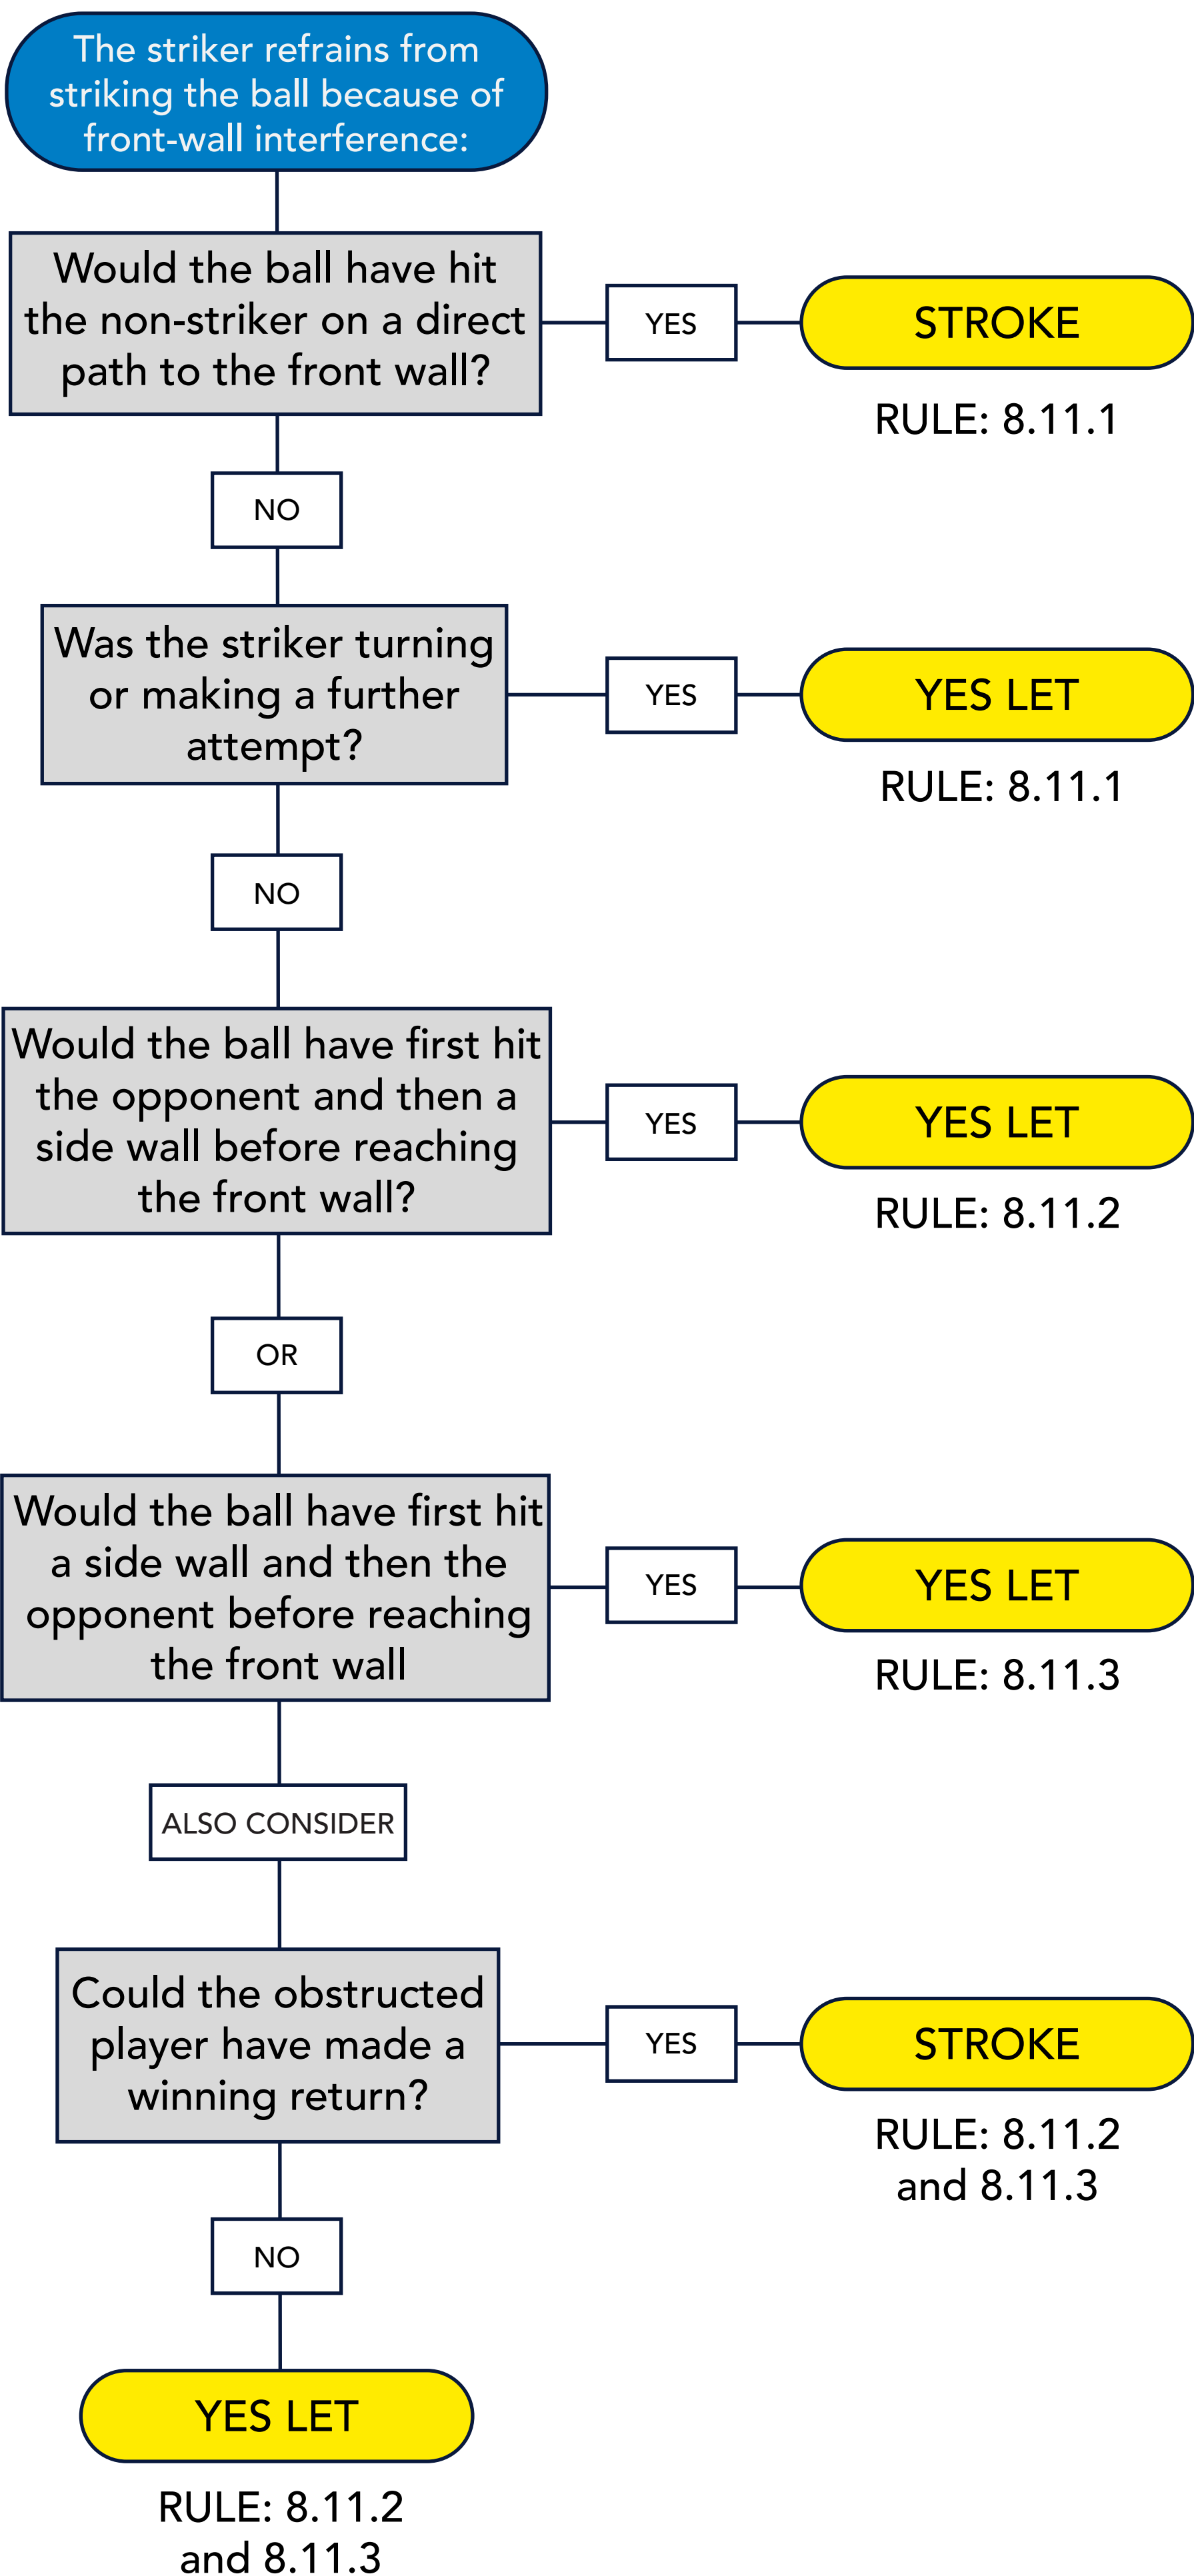 The striker refrains from
striking the ball because of
front-wall interference:
Would the ball have hit
the non-striker on a direct
path to the front wall?
YES
STROKE
RULE: 8.11.1
NO
Was the striker turning
or making a further
attempt?
YES
YES LET
RULE: 8.11.1
NO
Would the ball have first hit
the opponent and then a
side wall before reaching
the front wall?
YES
YES LET
RULE: 8.11.2
OR
Would the ball have first hit
a side wall and then the
opponent before reaching
the front wall
YES
YES LET
RULE: 8.11.3
ALSO CONSIDER
Could the obstructed
player have made a
winning return?
YES
STROKE
RULE: 8.11.2
and 8.11.3
NO
YES LET
RULE: 8.11.2
and 8.11.3